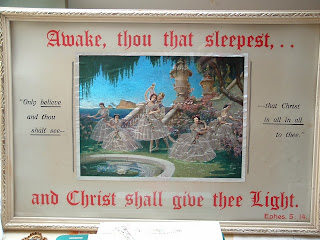 Awake, thou that sleepest, . .
"Only believe
and thou
shalt see—
—that Christ
is all in all
to thee."
and Christ shall give thee Light.
Ephes. 5 : 14.